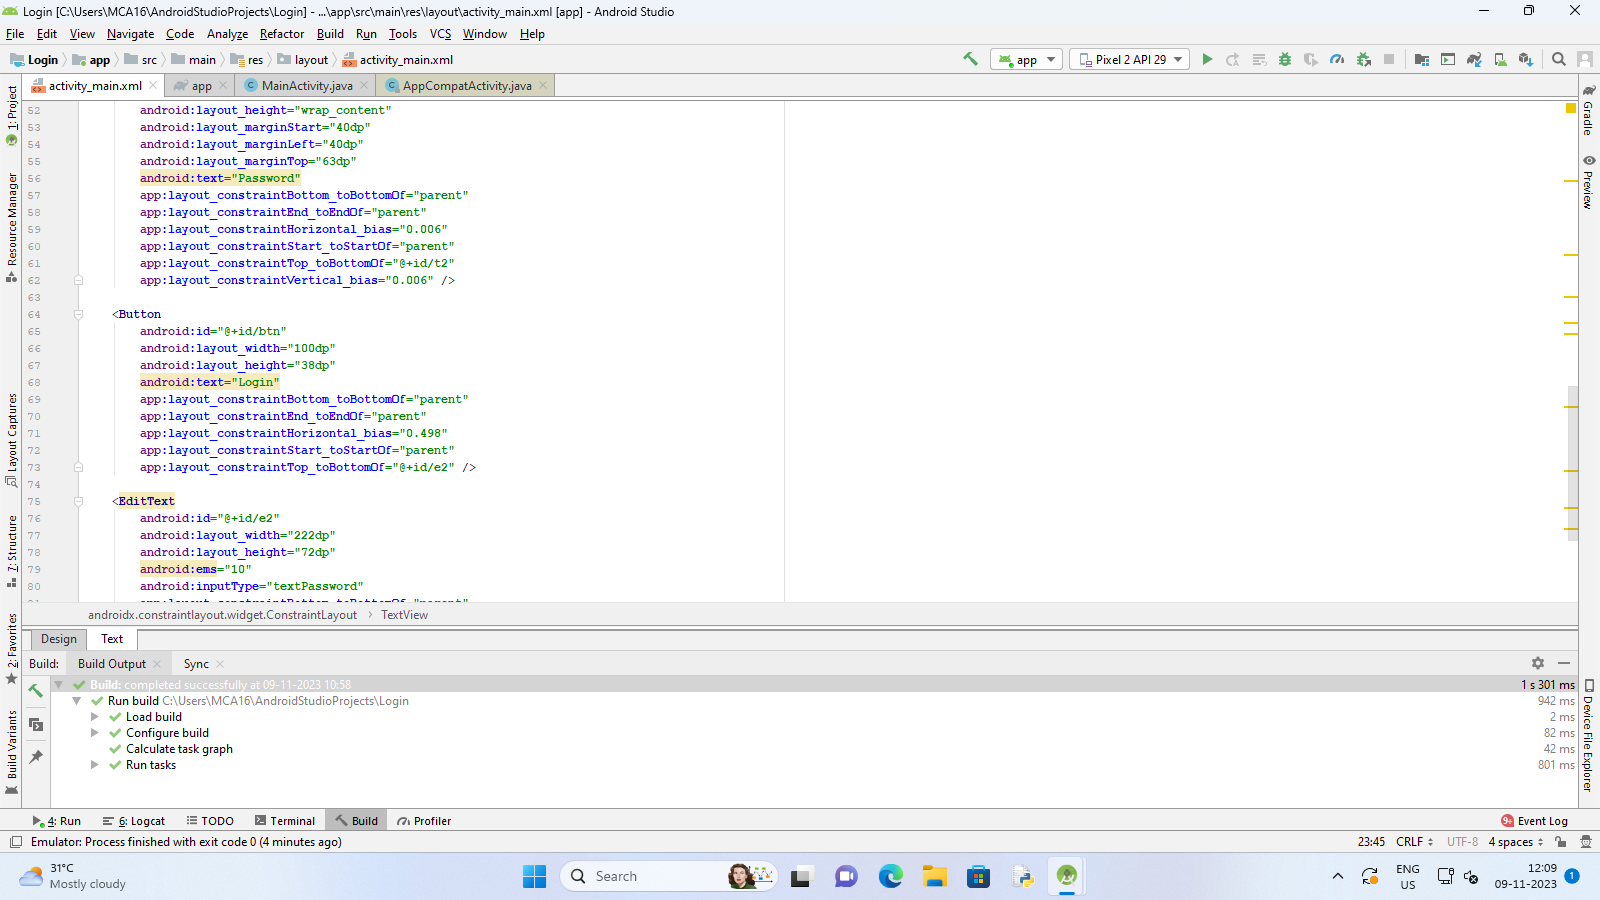 Login [C:\Users\MCA16\AndroidStudioProjects\Login] - ...\app\src\main\res\layout\activity_main.xml [app] - Android Studio
File Edit View Navigate Code Analyze Refactor Build Run Tools VCS Window Help
Login app src main res layout activity_main.xml app Pixel 2 API 29
activity_main.xml app MainActivity.java AppCompatActivity.java
1: Project
Resource Manager
Layout Captures
7: Structure
2: Favorites
Build Variants
Gradle
Preview
Device File Explorer
52 android:layout_height="wrap_content"
53 android:layout_marginStart="40dp"
54 android:layout_marginLeft="40dp"
55 android:layout_marginTop="63dp"
56 android:text="Password"
57 app:layout_constraintBottom_toBottomOf="parent"
58 app:layout_constraintEnd_toEndOf="parent"
59 app:layout_constraintHorizontal_bias="0.006"
60 app:layout_constraintStart_toStartOf="parent"
61 app:layout_constraintTop_toBottomOf="@+id/t2"
62 app:layout_constraintVertical_bias="0.006" />
63
64 <Button
65 android:id="@+id/btn"
66 android:layout_width="100dp"
67 android:layout_height="38dp"
68 android:text="Login"
69 app:layout_constraintBottom_toBottomOf="parent"
70 app:layout_constraintEnd_toEndOf="parent"
71 app:layout_constraintHorizontal_bias="0.498"
72 app:layout_constraintStart_toStartOf="parent"
73 app:layout_constraintTop_toBottomOf="@+id/e2" />
74
75 <EditText
76 android:id="@+id/e2"
77 android:layout_width="222dp"
78 android:layout_height="72dp"
79 android:ems="10"
80 android:inputType="textPassword"
androidx.constraintlayout.widget.ConstraintLayout TextView
Design Text
Build: Build Output Sync
Build: completed successfully at 09-11-2023 10:58 1 s 301 ms
Run build C:\Users\MCA16\AndroidStudioProjects\Login 942 ms
Load build 2 ms
Configure build 82 ms
Calculate task graph 42 ms
Run tasks 801 ms
4: Run 6: Logcat TODO Terminal Build Profiler 9+ Event Log
Emulator: Process finished with exit code 0 (4 minutes ago) 23:45 CRLF UTF-8 4 spaces
31°C
Mostly cloudy
Search
ENG
US
12:09
09-11-2023
1